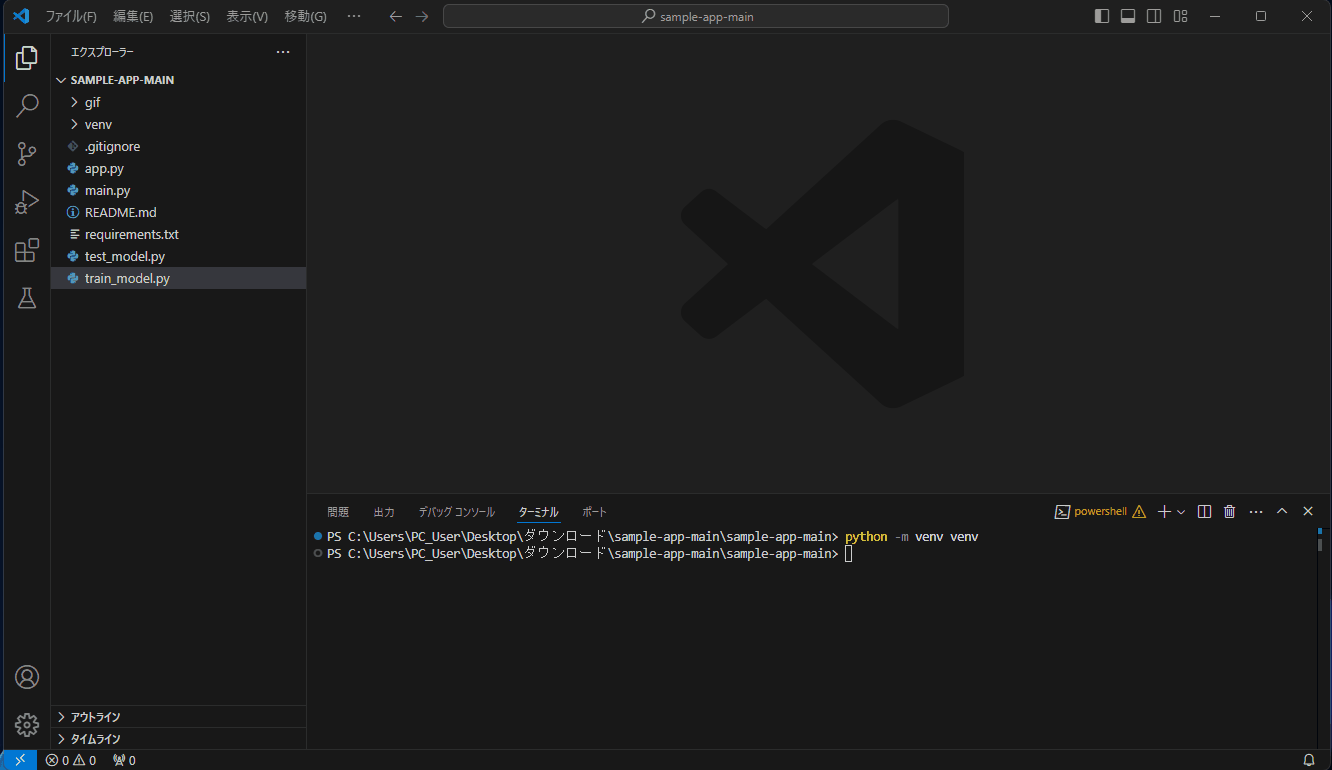 ファイル(F) 編集(E) 選択(S) 表示(V) 移動(G) ··· sample-app-main
エクスプローラー ···
SAMPLE-APP-MAIN
gif
venv
.gitignore
app.py
main.py
README.md
requirements.txt
test_model.py
train_model.py
問題 出力 デバッグ コンソール ターミナル ポート powershell ···
PS C:\Users\PC_User\Desktop\ダウンロード\sample-app-main\sample-app-main> python -m venv venv
PS C:\Users\PC_User\Desktop\ダウンロード\sample-app-main\sample-app-main>
アウトライン
タイムライン
0 0 0